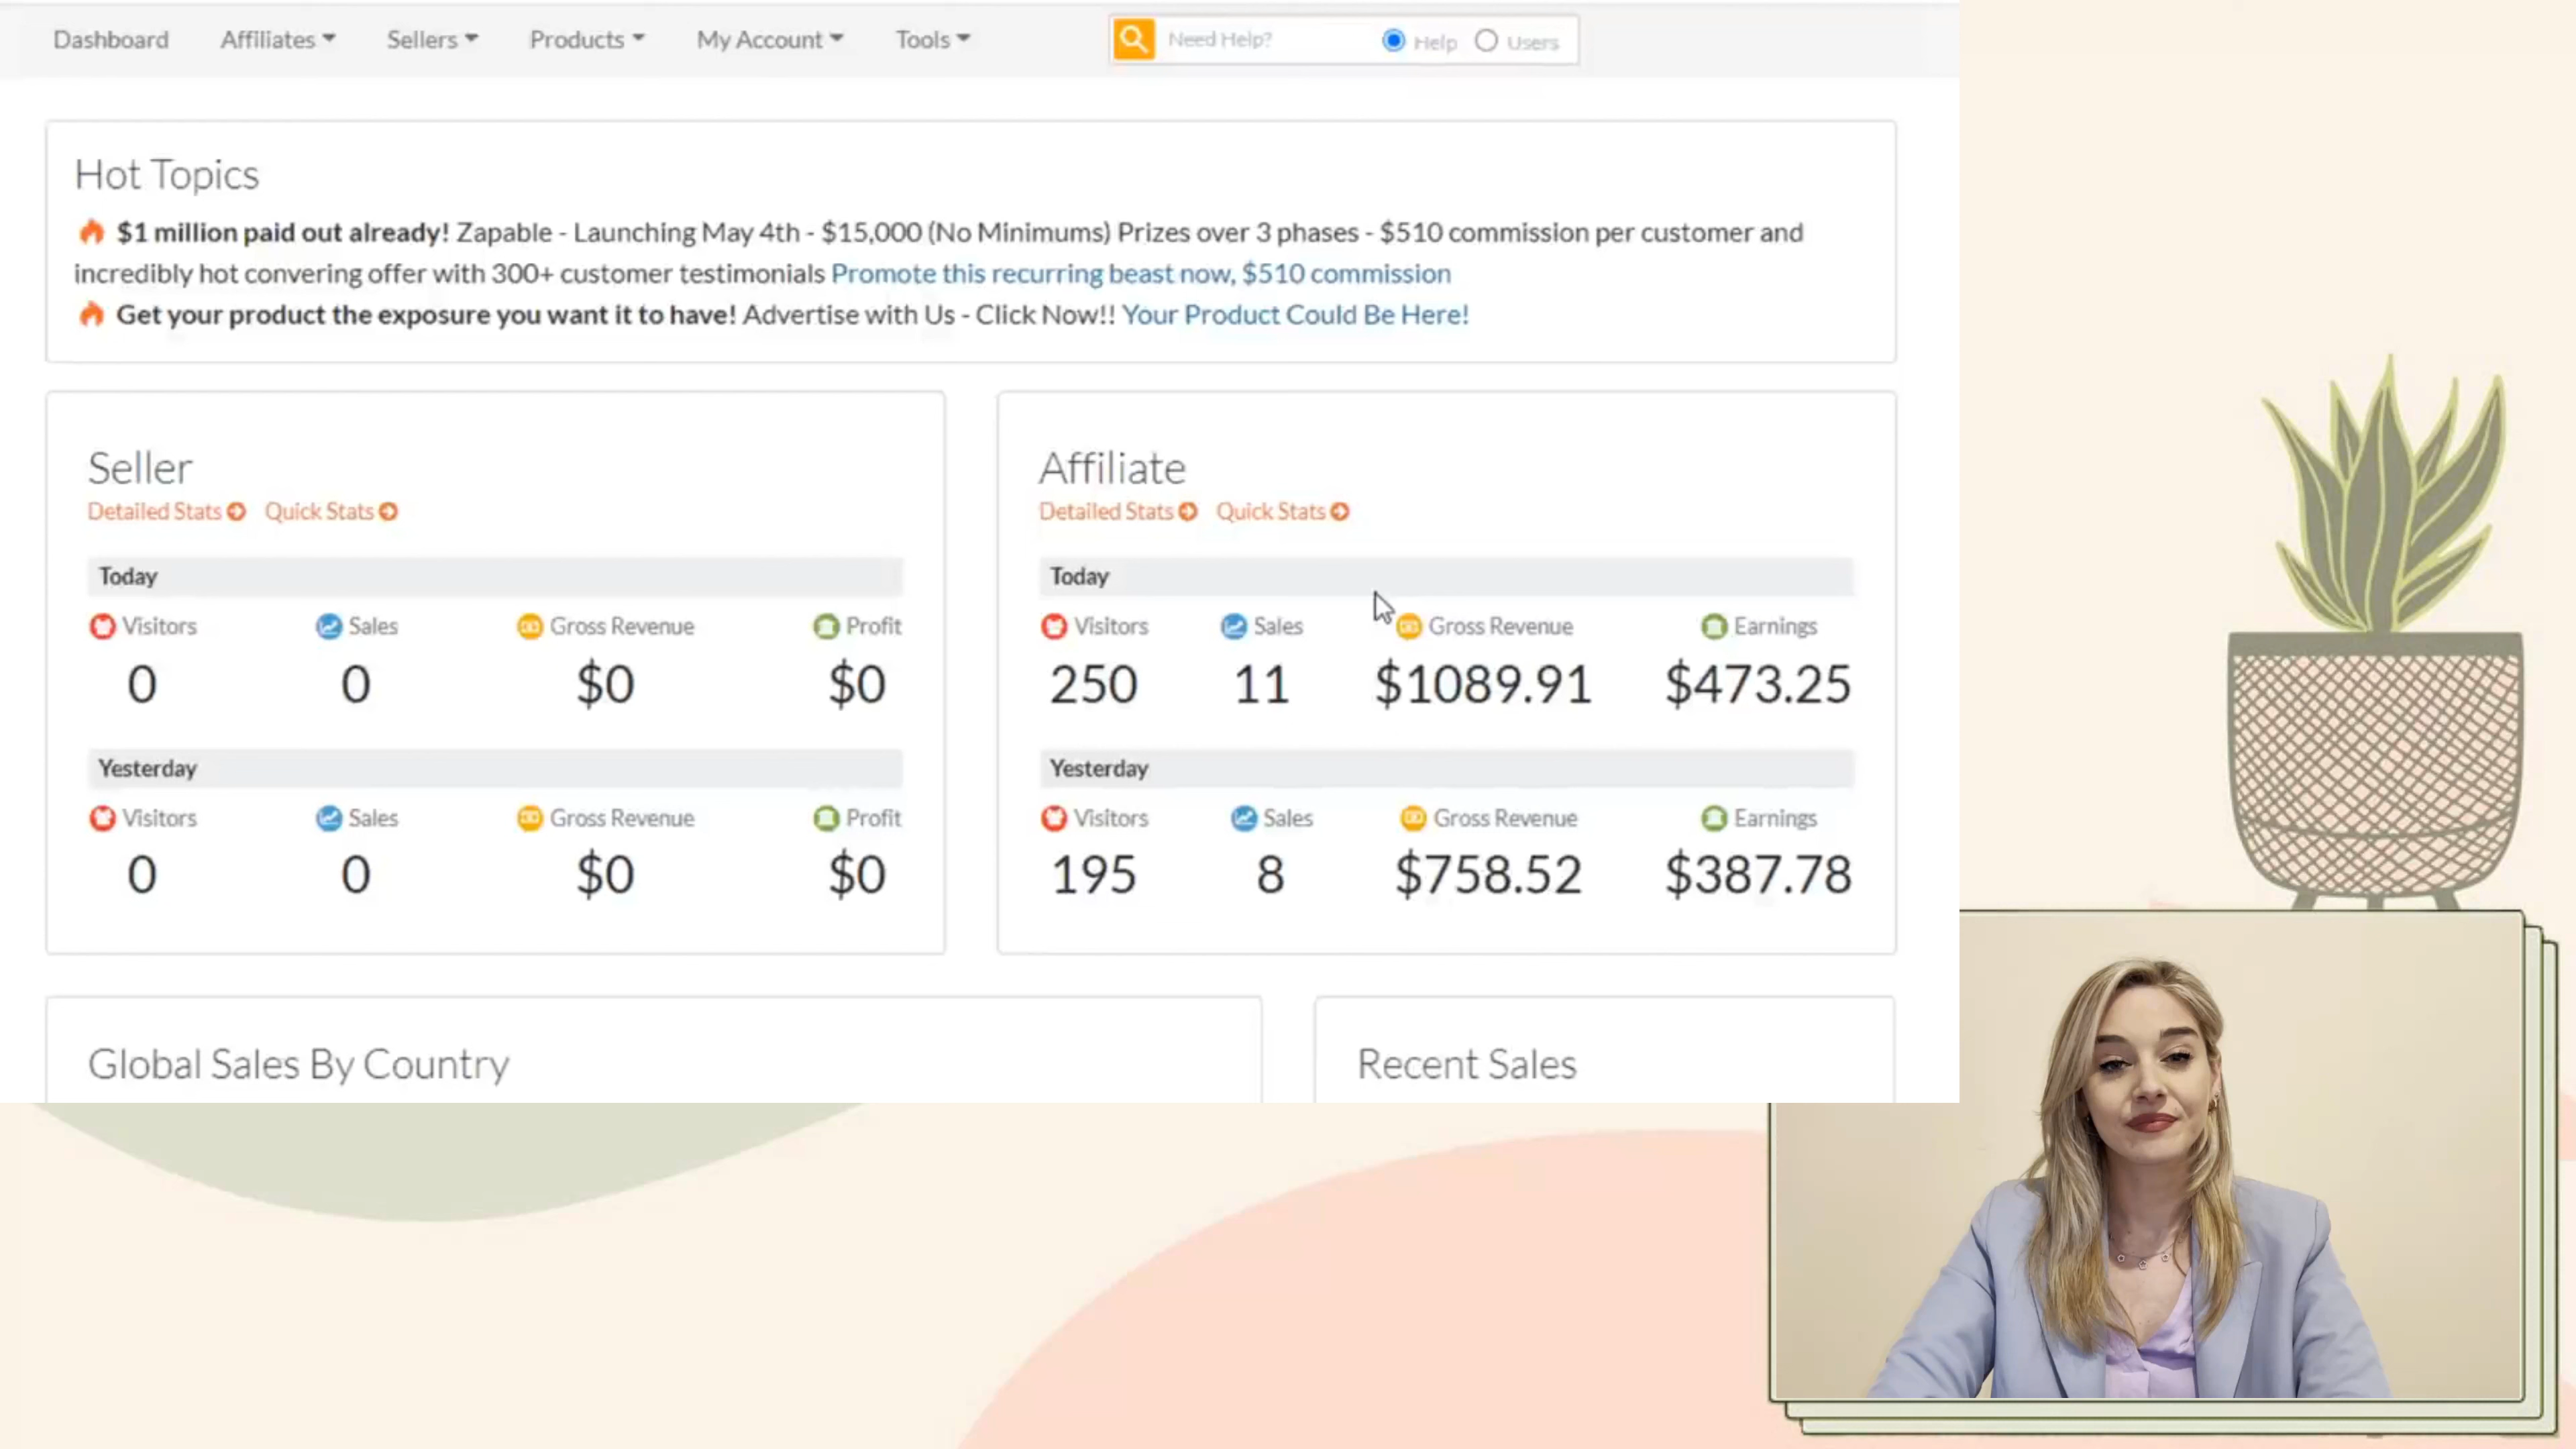 Dashboard Affiliates Sellers Products My Account Tools Need Help? Help Users
Hot Topics
$1 million paid out already! Zapable - Launching May 4th - $15,000 (No Minimums) Prizes over 3 phases - $510 commission per customer and
incredibly hot convering offer with 300+ customer testimonials Promote this recurring beast now, $510 commission
Get your product the exposure you want it to have! Advertise with Us - Click Now!! Your Product Could Be Here!
Seller
Detailed Stats Quick Stats
Today
Visitors Sales Gross Revenue Profit
0 0 $0 $0
Yesterday
Visitors Sales Gross Revenue Profit
0 0 $0 $0
Affiliate
Detailed Stats Quick Stats
Today
Visitors Sales Gross Revenue Earnings
250 11 $1089.91 $473.25
Yesterday
Visitors Sales Gross Revenue Earnings
195 8 $758.52 $387.78
Global Sales By Country
Recent Sales